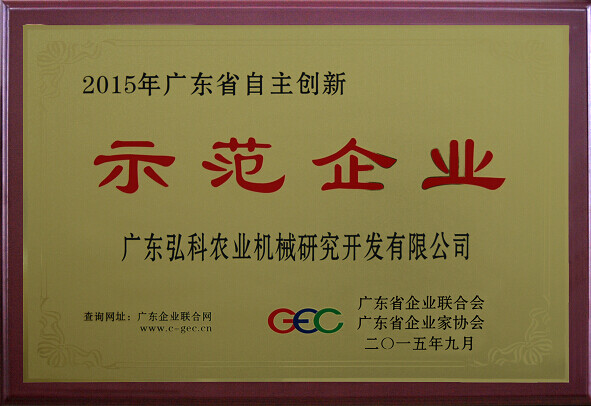 2015年广东省自主创新
示范企业
广东弘科农业机械研究开发有限公司
查询网址：广东企业联合网
www.c-gec.cn
GEC
广东省企业联合会
广东省企业家协会
二〇一五年九月